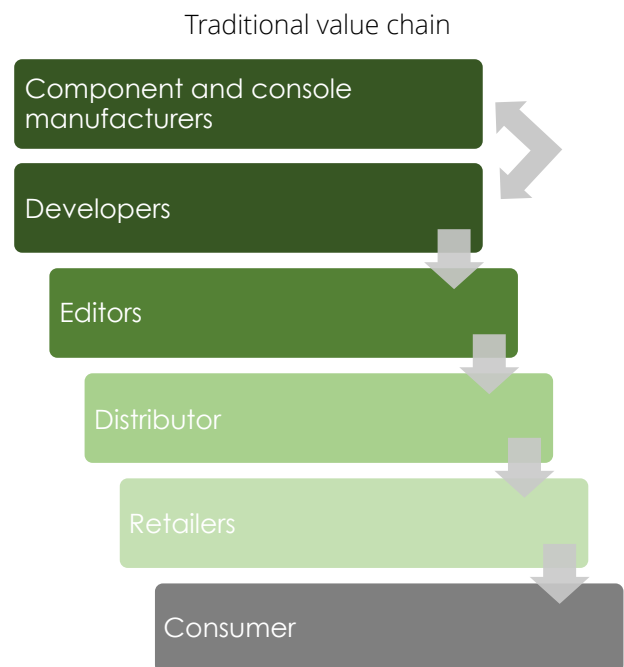 Traditional value chain
Component and console
manufacturers
Developers
Editors
Distributor
Retailers
Consumer